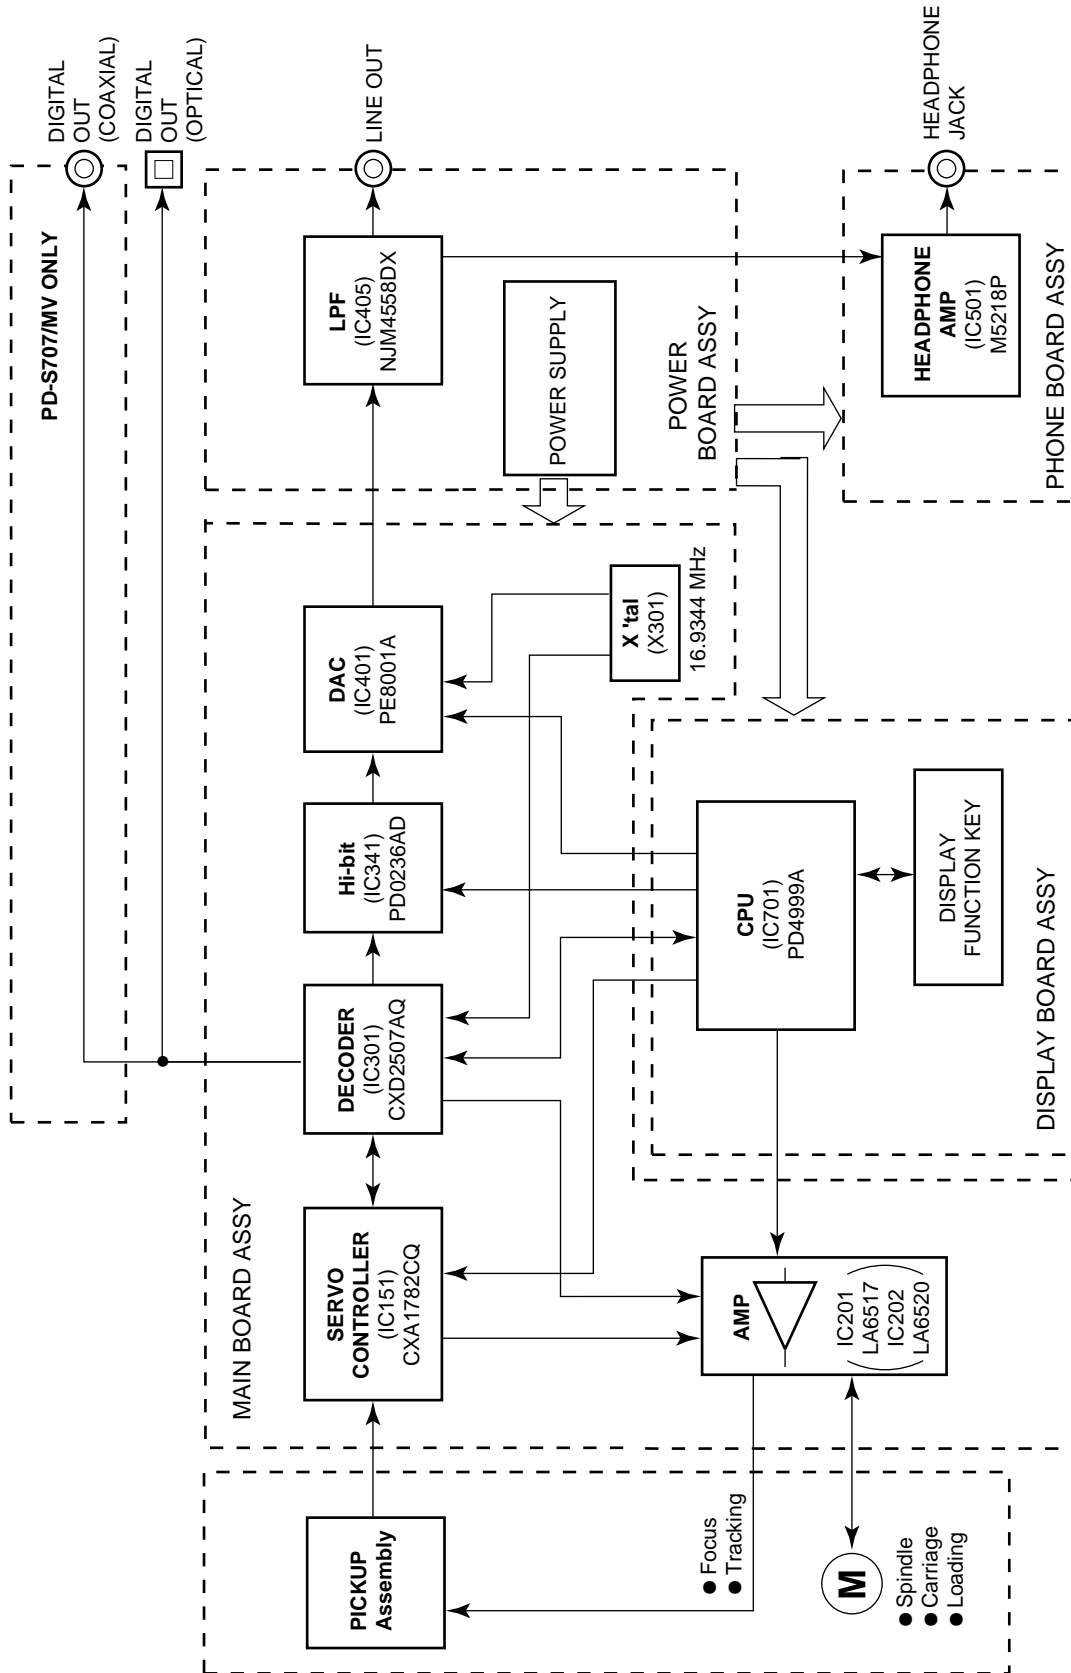 DIGITAL
OUT
(COAXIAL)
DIGITAL
OUT
(OPTICAL)
PD-S707/MV ONLY
LINE OUT
HEADPHONE
JACK
LPF
(IC405)
NJM4558DX
POWER SUPPLY
POWER
BOARD ASSY
HEADPHONE
AMP
(IC501)
M5218P
PHONE BOARD ASSY
DAC
(IC401)
PE8001A
X 'tal
(X301)
16.9344 MHz
Hi-bit
(IC341)
PD0236AD
DECODER
(IC301)
CXD2507AQ
CPU
(IC701)
PD4999A
DISPLAY
FUNCTION KEY
DISPLAY BOARD ASSY
MAIN BOARD ASSY
SERVO
CONTROLLER
(IC151)
CXA1782CQ
AMP
IC201
LA6517
IC202
LA6520
PICKUP
Assembly
● Focus
● Tracking
M
● Spindle
● Carriage
● Loading